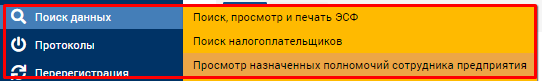 Поиск данных
Поиск, просмотр и печать ЭСФ
Протоколы
Поиск налогоплательщиков
Перерегистрация
Просмотр назначенных полномочий сотрудника предприятия